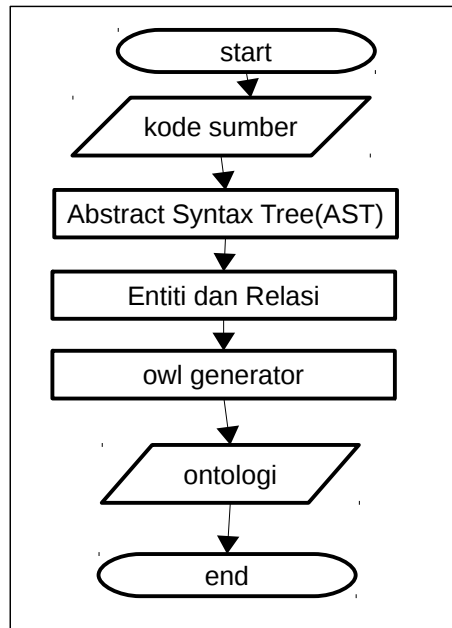 start
kode sumber
Abstract Syntax Tree(AST)
Entiti dan Relasi
owl generator
ontologi
end